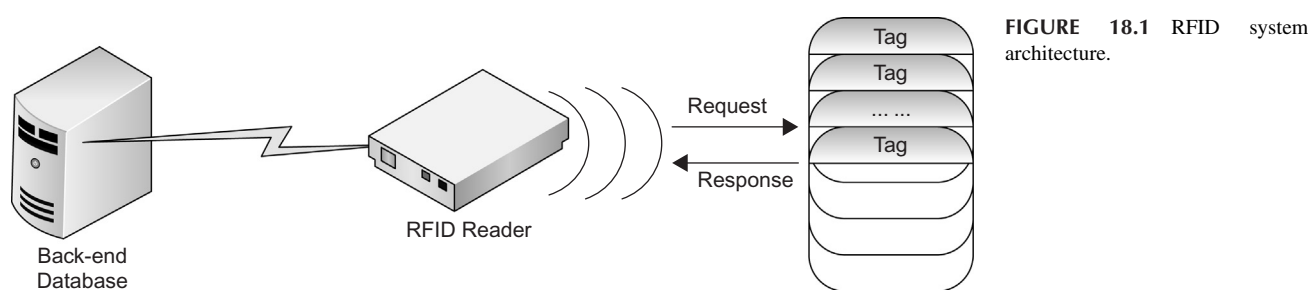 Back-end
Database
RFID Reader
Request
Response
Tag
Tag
... ...
Tag
FIGURE 18.1 RFID system
architecture.